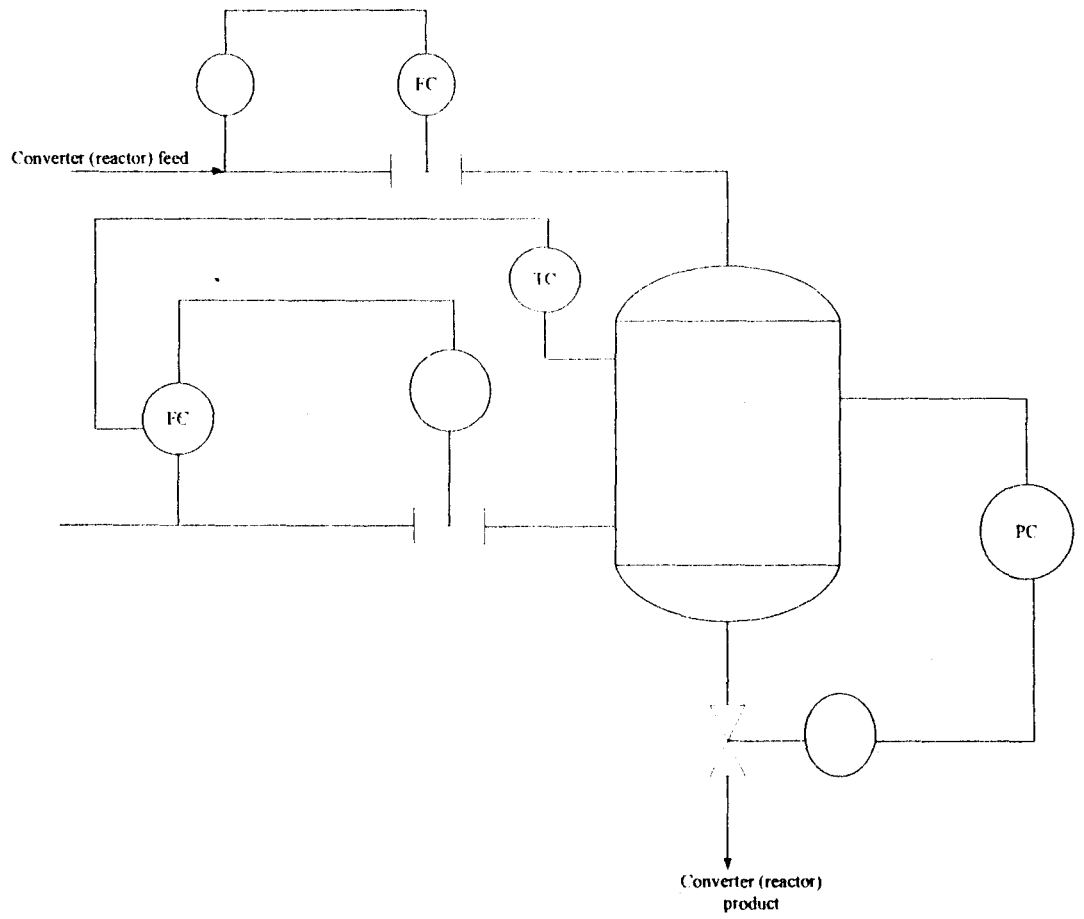 FC
Converter (reactor) feed
TC
FC
PC
Converter (reactor)
product